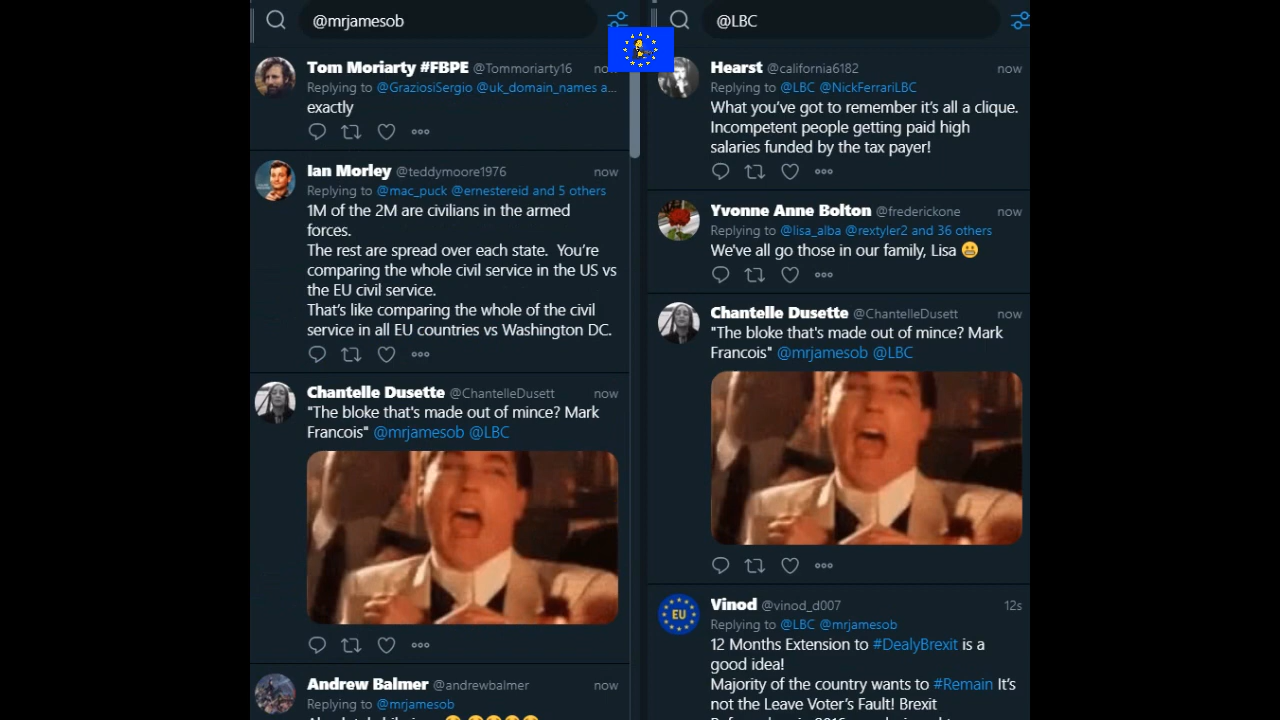 @mrjamesob
Tom Moriarty #FBPE @Tommoriarty16 now
Replying to @GraziosiSergio @uk_domain_names a...
exactly
Ian Morley @teddymoore1976 now
Replying to @mac_puck @ernestereid and 5 others
1M of the 2M are civilians in the armed
forces.
The rest are spread over each state. You're
comparing the whole civil service in the US vs
the EU civil service.
That's like comparing the whole of the civil
service in all EU countries vs Washington DC.
Chantelle Dusette @ChantelleDusett now
"The bloke that's made out of mince? Mark
Francois" @mrjamesob @LBC
Andrew Balmer @andrewbalmer now
Replying to @mrjamesob
@LBC
Hearst @california6182 now
Replying to @LBC @NickFerrariLBC
What you've got to remember it's all a clique.
Incompetent people getting paid high
salaries funded by the tax payer!
Yvonne Anne Bolton @frederickone now
Replying to @lisa_alba @rextyler2 and 36 others
We've all go those in our family, Lisa 😬
Chantelle Dusette @ChantelleDusett now
"The bloke that's made out of mince? Mark
Francois" @mrjamesob @LBC
EU
Vinod @vinod_d007 12s
Replying to @LBC @mrjamesob
12 Months Extension to #DealyBrexit is a
good idea!
Majority of the country wants to #Remain It's
not the Leave Voter's Fault! Brexit